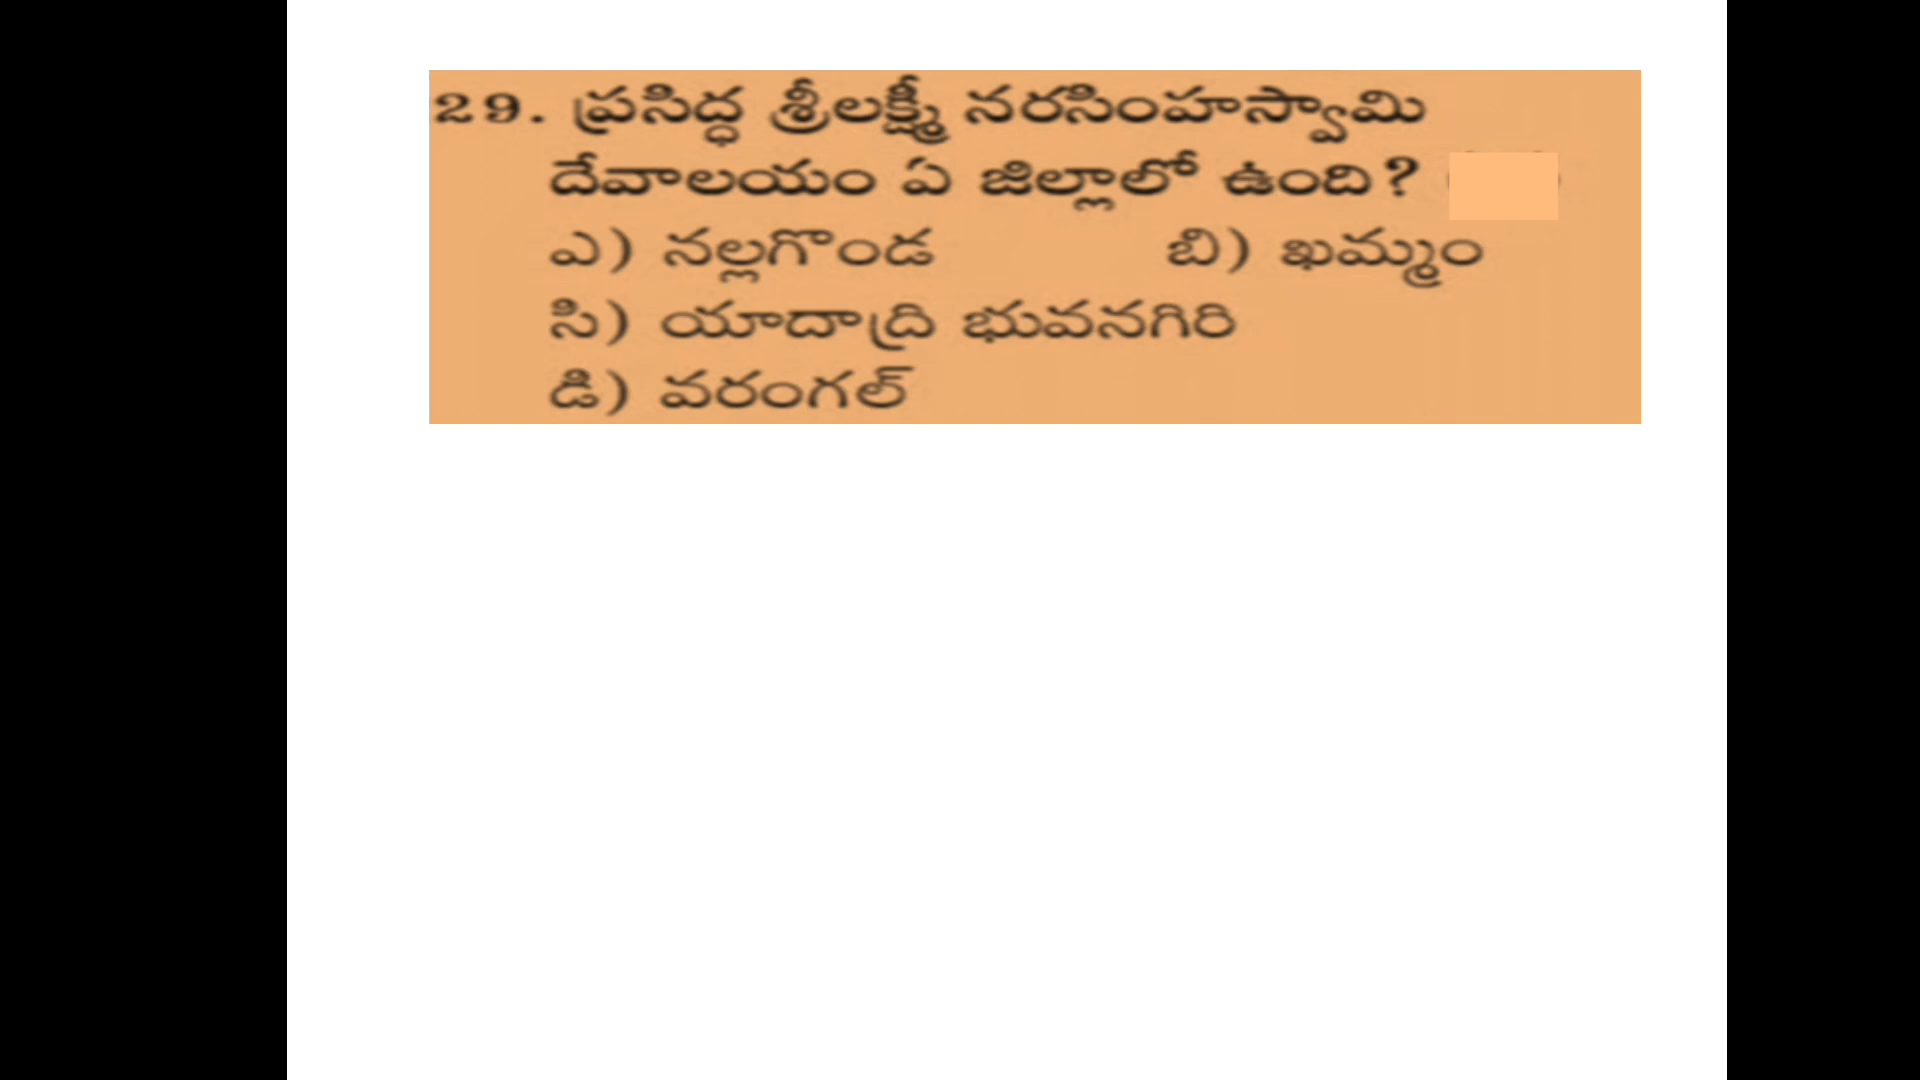 29. ప్రసిద్ధ శ్రీలక్ష్మీ నరసింహస్వామి
దేవాలయం ఏ జిల్లాలో ఉంది?
ఎ) నల్లగొండ బి) ఖమ్మం
సి) యాదాద్రి భువనగిరి
డి) వరంగల్